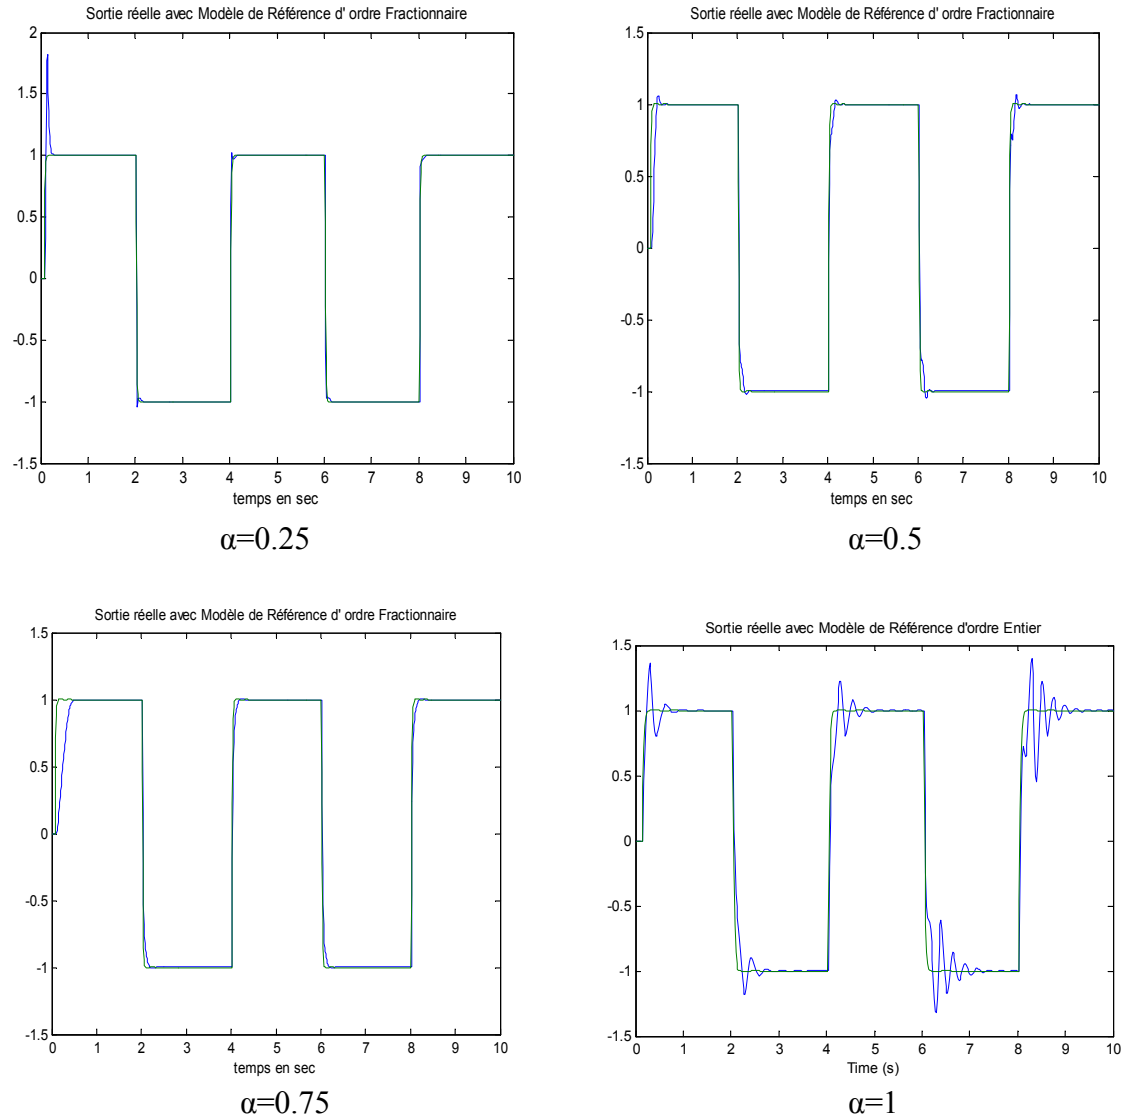 Sortie réelle avec Modèle de Référence d' ordre Fractionnaire
2
1.5
1
0.5
0
-0.5
-1
-1.5
0 1 2 3 4 5 6 7 8 9 10
temps en sec
α=0.25
Sortie réelle avec Modèle de Référence d' ordre Fractionnaire
1.5
1
0.5
0
-0.5
-1
-1.5
0 1 2 3 4 5 6 7 8 9 10
temps en sec
α=0.5
Sortie réelle avec Modèle de Référence d' ordre Fractionnaire
1.5
1
0.5
0
-0.5
-1
-1.5
0 1 2 3 4 5 6 7 8 9 10
temps en sec
α=0.75
Sortie réelle avec Modèle de Référence d'ordre Entier
1.5
1
0.5
0
-0.5
-1
-1.5
0 1 2 3 4 5 6 7 8 9 10
Time (s)
α=1